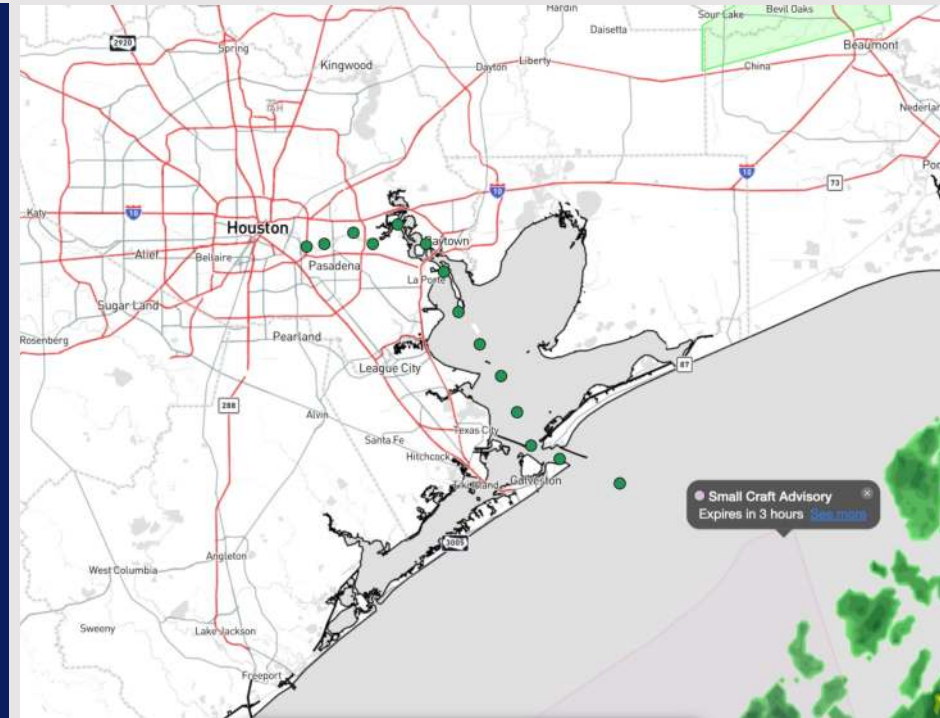 Hardin
Bevil Oaks
Sour Lake
Daisetta
2920
Spring
Beaumont
Kingwood
Liberty
Dayton
China
10
73
Katy
10
Houston
Alief
Bellaire
Pasadena
Baytown
La Porte
Sugar Land
Rosenberg
Pearland
League City
87
288
Alvin
Texas City
Santa Fe
Hitchcock
Galveston
Small Craft Advisory
Expires in 3 hours See more
3005
Angleton
West Columbia
Sweeny
Lake Jackson
Freeport